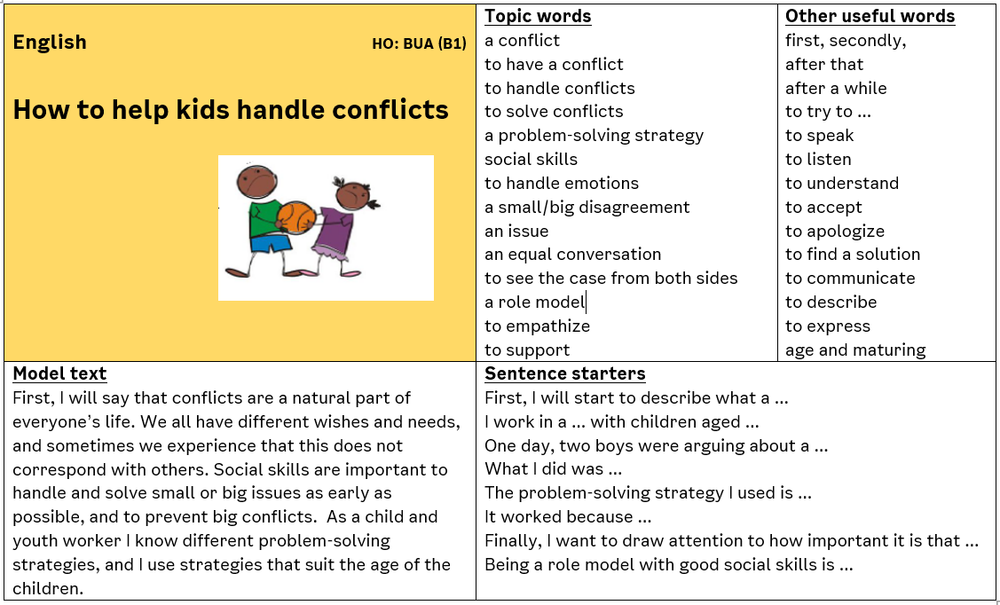 English
HO: BUA (B1)
How to help kids handle conflicts
Topic words
a conflict
to have a conflict
to handle conflicts
to solve conflicts
a problem-solving strategy
social skills
to handle emotions
a small/big disagreement
an issue
an equal conversation
to see the case from both sides
a role model
to empathize
to support
Other useful words
first, secondly,
after that
after a while
to try to ...
to speak
to listen
to understand
to accept
to apologize
to find a solution
to communicate
to describe
to express
age and maturing
Model text
First, I will say that conflicts are a natural part of
everyone's life. We all have different wishes and needs,
and sometimes we experience that this does not
correspond with others. Social skills are important to
handle and solve small or big issues as early as
possible, and to prevent big conflicts.  As a child and
youth worker I know different problem-solving
strategies, and I use strategies that suit the age of the
children.
Sentence starters
First, I will start to describe what a ...
I work in a ... with children aged ...
One day, two boys were arguing about a ...
What I did was ...
The problem-solving strategy I used is ...
It worked because ...
Finally, I want to draw attention to how important it is that ...
Being a role model with good social skills is ...